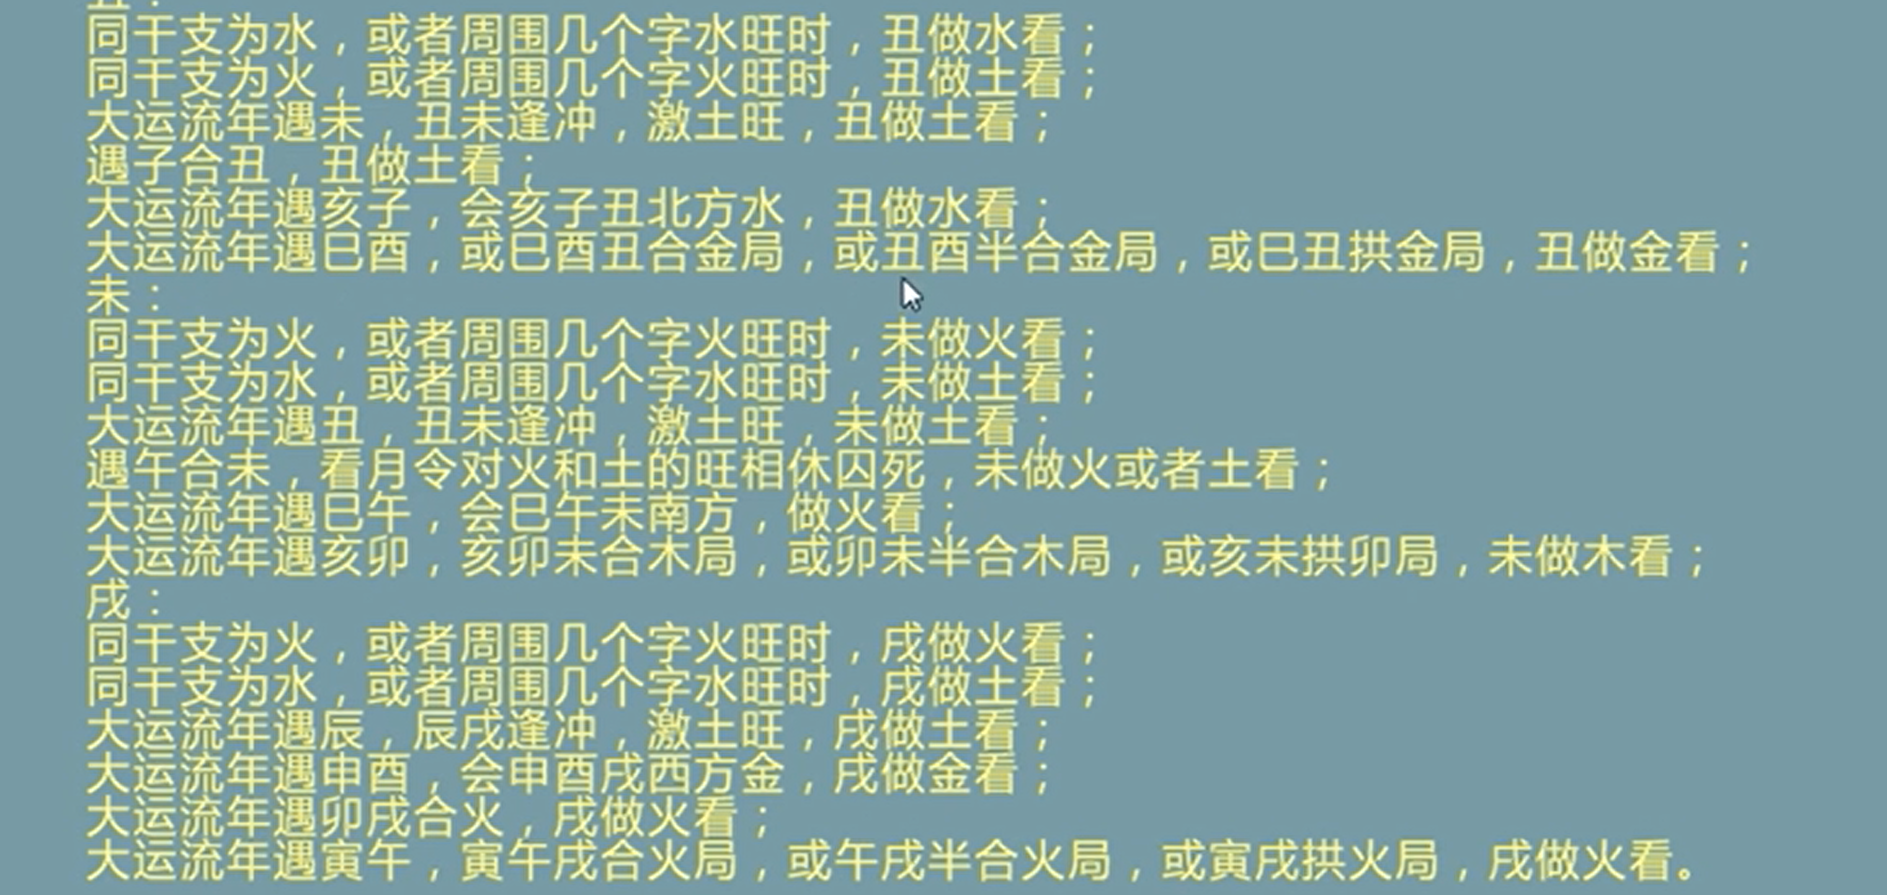 丑：
同干支为水，或者周围几个字水旺时，丑做水看；
同干支为火，或者周围几个字火旺时，丑做土看；
大运流年遇未，丑未逢冲，激土旺，丑做土看；
遇子合丑，丑做土看；
大运流年遇亥子，会亥子丑北方水，丑做水看；
大运流年遇巳酉，或巳酉丑合金局，或丑酉半合金局，或巳丑拱金局，丑做金看；
未：
同干支为火，或者周围几个字火旺时，未做火看；
同干支为水，或者周围几个字水旺时，未做土看；
大运流年遇丑，丑未逢冲，激土旺，未做土看；
遇午合未，看月令对火和土的旺相休囚死，未做火或者土看；
大运流年遇巳午，会巳午未南方，做火看；
大运流年遇亥卯，亥卯未合木局，或卯未半合木局，或亥未拱卯局，未做木看；
戌：
同干支为火，或者周围几个字火旺时，戌做火看；
同干支为水，或者周围几个字水旺时，戌做土看；
大运流年遇辰，辰戌逢冲，激土旺，戌做土看；
大运流年遇申酉，会申酉戌西方金，戌做金看；
大运流年遇卯戌合火，戌做火看；
大运流年遇寅午，寅午戌合火局，或午戌半合火局，或寅戌拱火局，戌做火看。